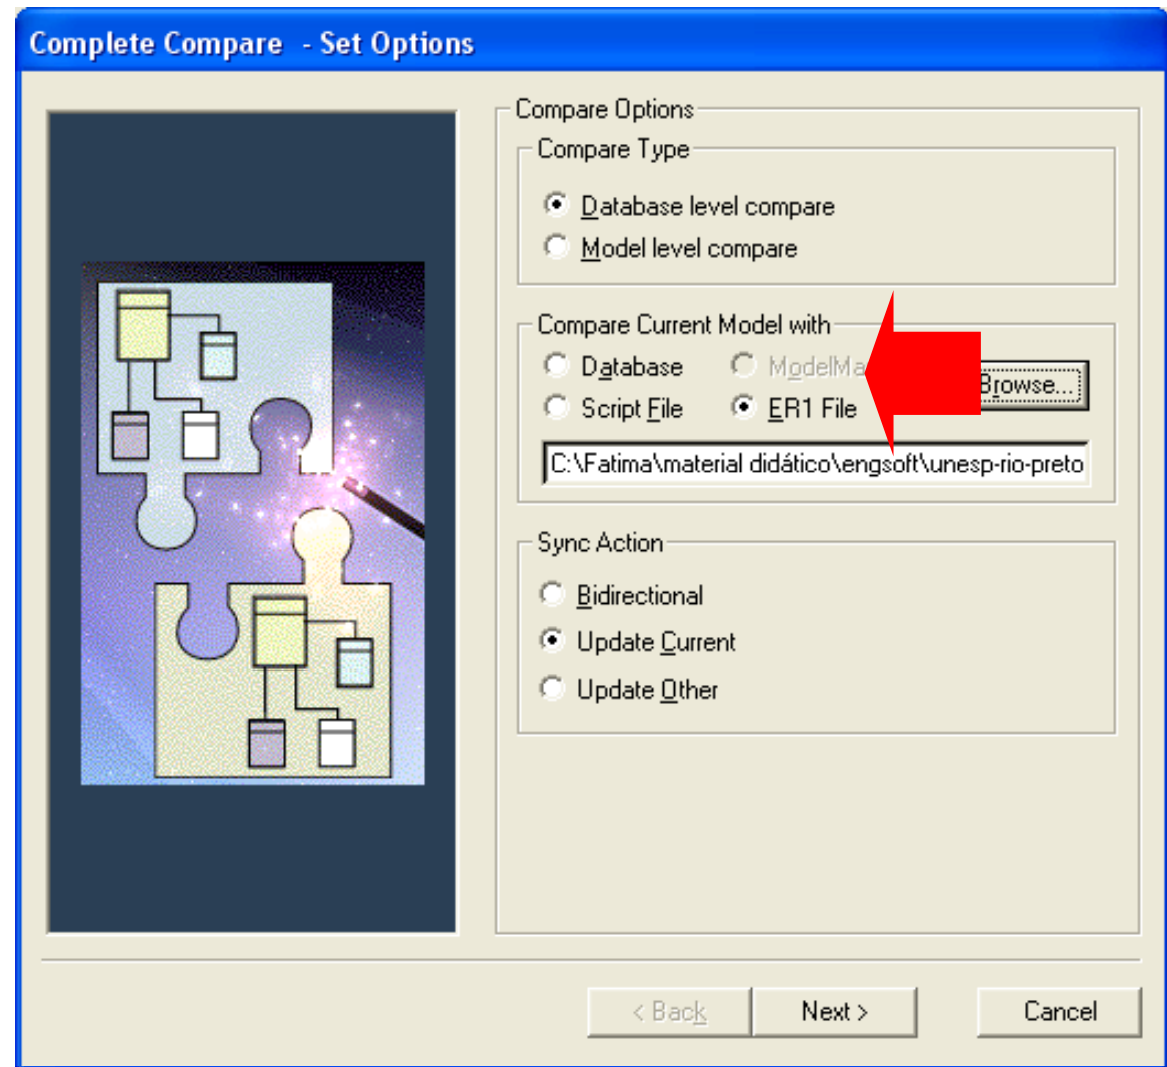 Complete Compare - Set Options
Compare Options
Compare Type
Database level compare
Model level compare
Compare Current Model with
Database
Script File
ER1 File
Browse...
C:\Fatima\material didático\engsoft\unesp-rio-preto
Sync Action
Bidirectional
Update Current
Update Other
< Back
Next >
Cancel